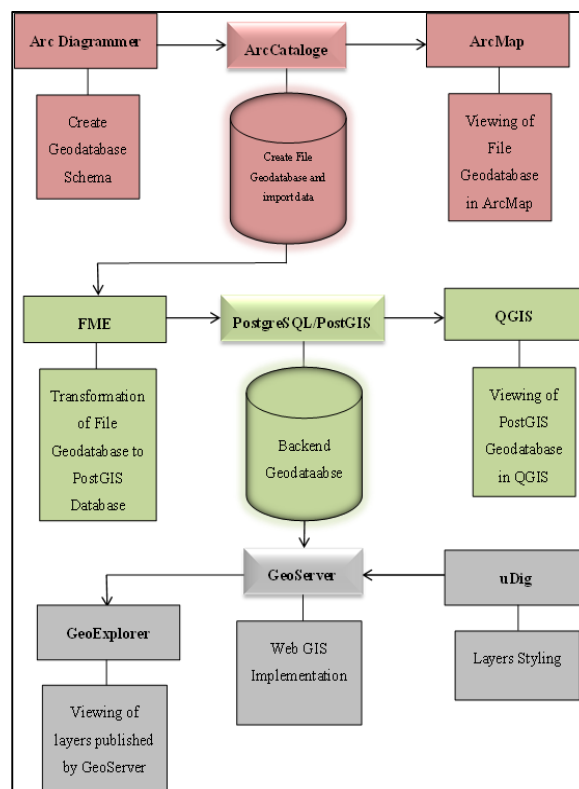 Arc Diagrammer
ArcCataloge
ArcMap
Create
Geodatabase
Schema
Create File
Geodatabase and
import data
Viewing of
File
Geodatabase
in ArcMap
FME
PostgreSQL/PostGIS
QGIS
Transformation
of File
Geodatabase to
PostGIS
Database
Backend
Geodataabse
Viewing of
PostGIS
Geodatabase
in QGIS
GeoServer
uDig
GeoExplorer
Web GIS
Implementation
Layers Styling
Viewing of
layers published
by GeoServer